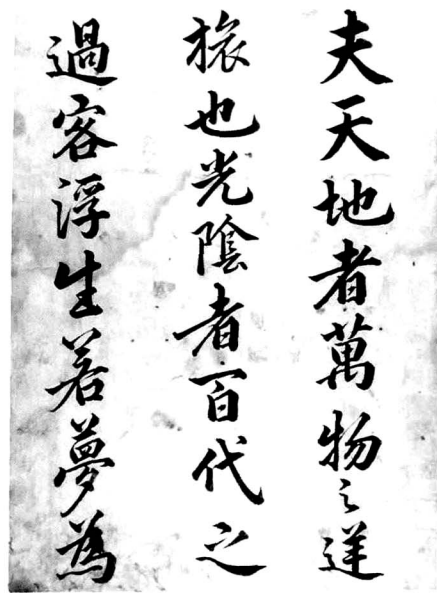 夫天地者萬物之逆
旅也光陰者百代之
過客浮生若夢為